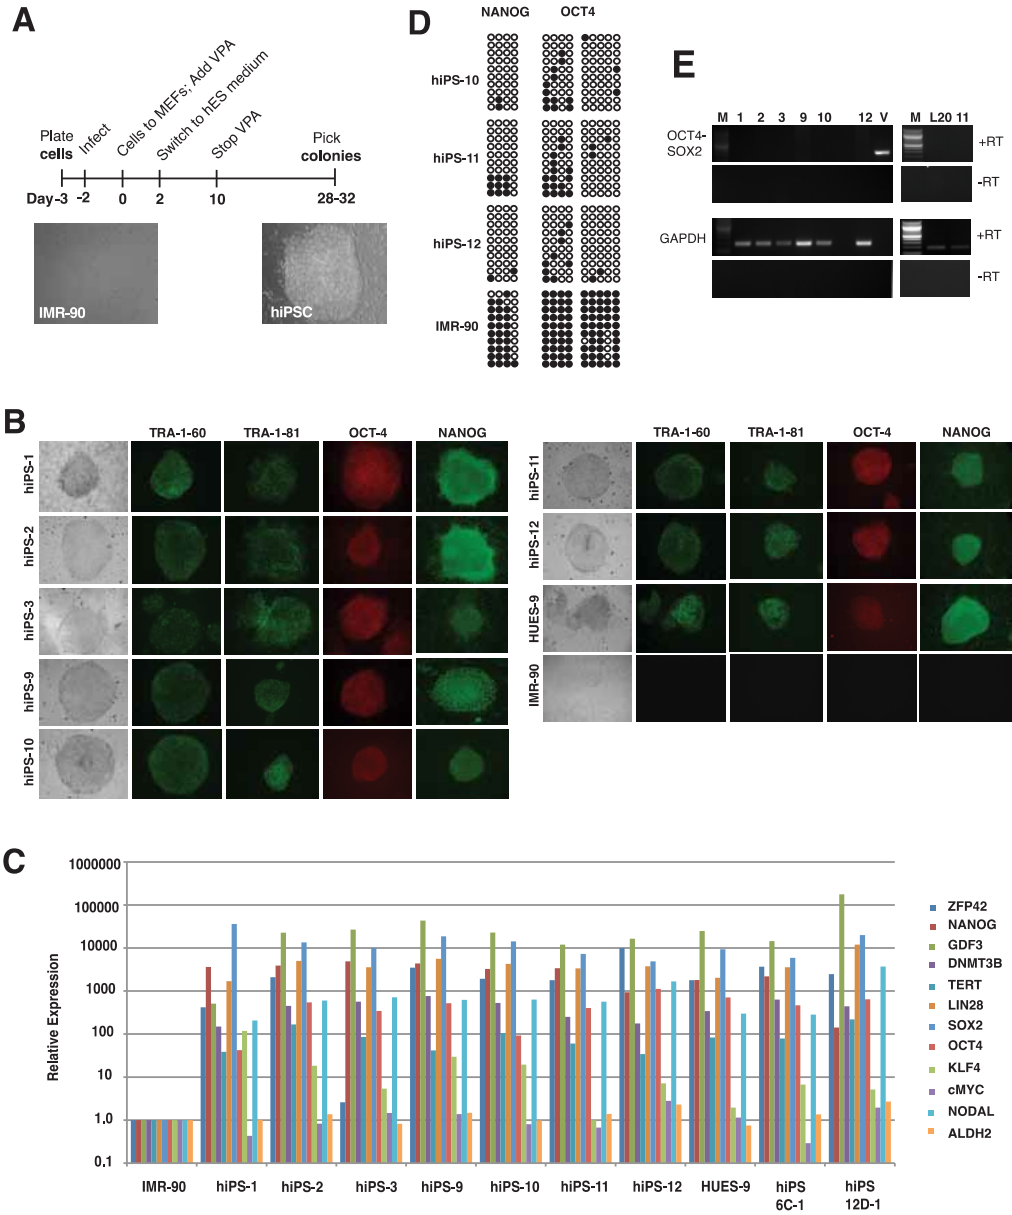 A
Plate cells
Infect
Cells to MEFs; Add VPA
Switch to hES medium
Stop VPA
Pick colonies
Day-3 -2 0 2 10 28-32
IMR-90
hiPSC
D
NANOG OCT4
hiPS-10
hiPS-11
hiPS-12
IMR-90
E
M 1 2 3 9 10 12 V M L20 11
OCT4-SOX2
+RT
-RT
GAPDH
+RT
-RT
B
TRA-1-60 TRA-1-81 OCT-4 NANOG
hiPS-1
hiPS-2
hiPS-3
hiPS-9
hiPS-10
TRA-1-60 TRA-1-81 OCT-4 NANOG
hiPS-11
hiPS-12
HUES-9
IMR-90
C
Relative Expression
1000000
100000
10000
1000
100
10
1.0
0.1
IMR-90 hiPS-1 hiPS-2 hiPS-3 hiPS-9 hiPS-10 hiPS-11 hiPS-12 HUES-9 hiPS 6C-1 hiPS 12D-1
ZFP42
NANOG
GDF3
DNMT3B
TERT
LIN28
SOX2
OCT4
KLF4
cMYC
NODAL
ALDH2